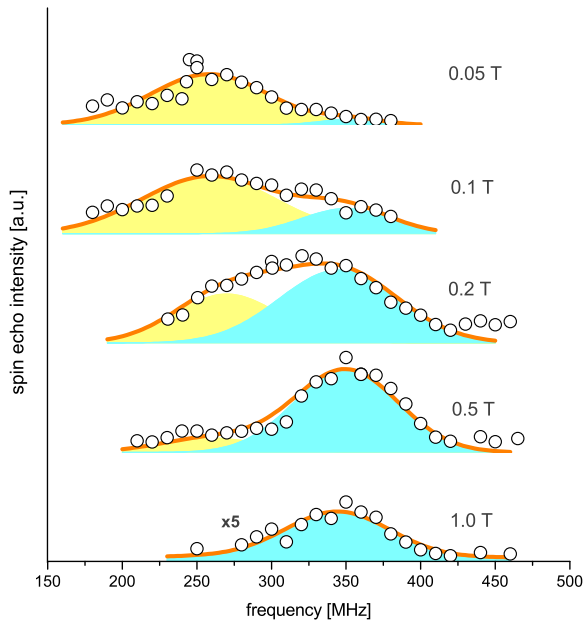 0.05 T
0.1 T
0.2 T
0.5 T
x5
1.0 T
spin echo intensity [a.u.]
150 200 250 300 350 400 450 500
frequency [MHz]